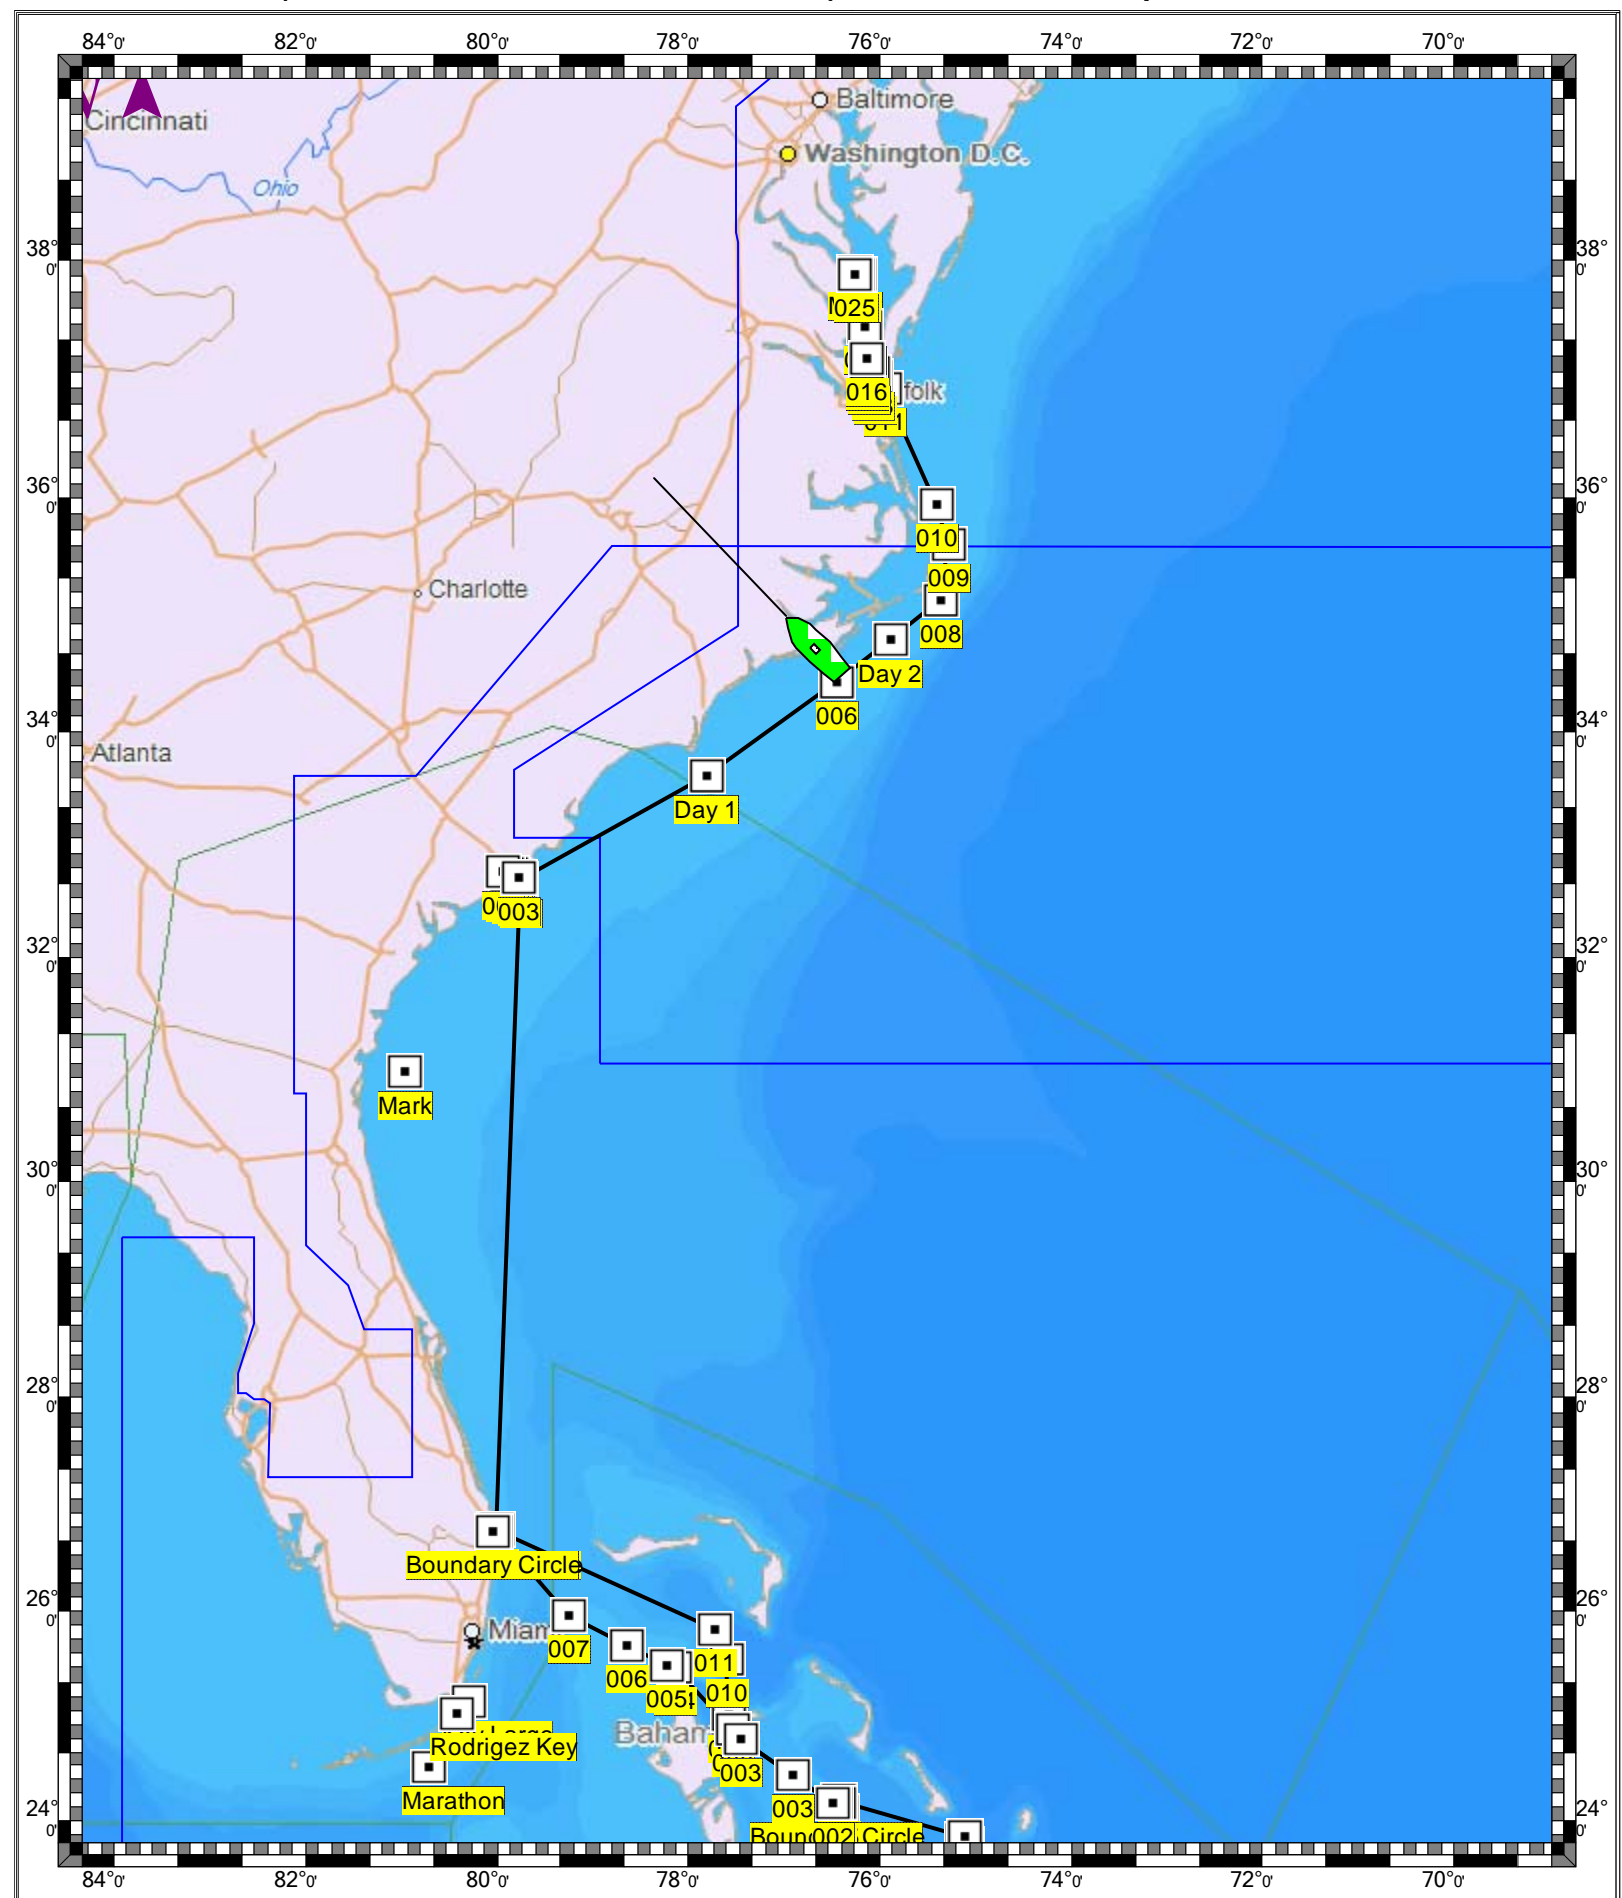 84°0' 82°0' 80°0' 78°0' 76°0' 74°0' 72°0' 70°0'
Baltimore
Cincinnati
Washington D.C.
Ohio
38°0' 38°0'
025
016
folk
011
36°0' 36°0'
010
009
Charlotte
008
Day 2
006
34°0' 34°0'
Atlanta
Day 1
003
32°0' 32°0'
Mark
30°0' 30°0'
28°0' 28°0'
Boundary Circle
26°0' 26°0'
Miam
007
011
006
005
010
Baham
Rodrigez Key
003
Marathon
003
24°0' 24°0'
002 Circle
84°0' 82°0' 80°0' 78°0' 76°0' 74°0' 72°0' 70°0'